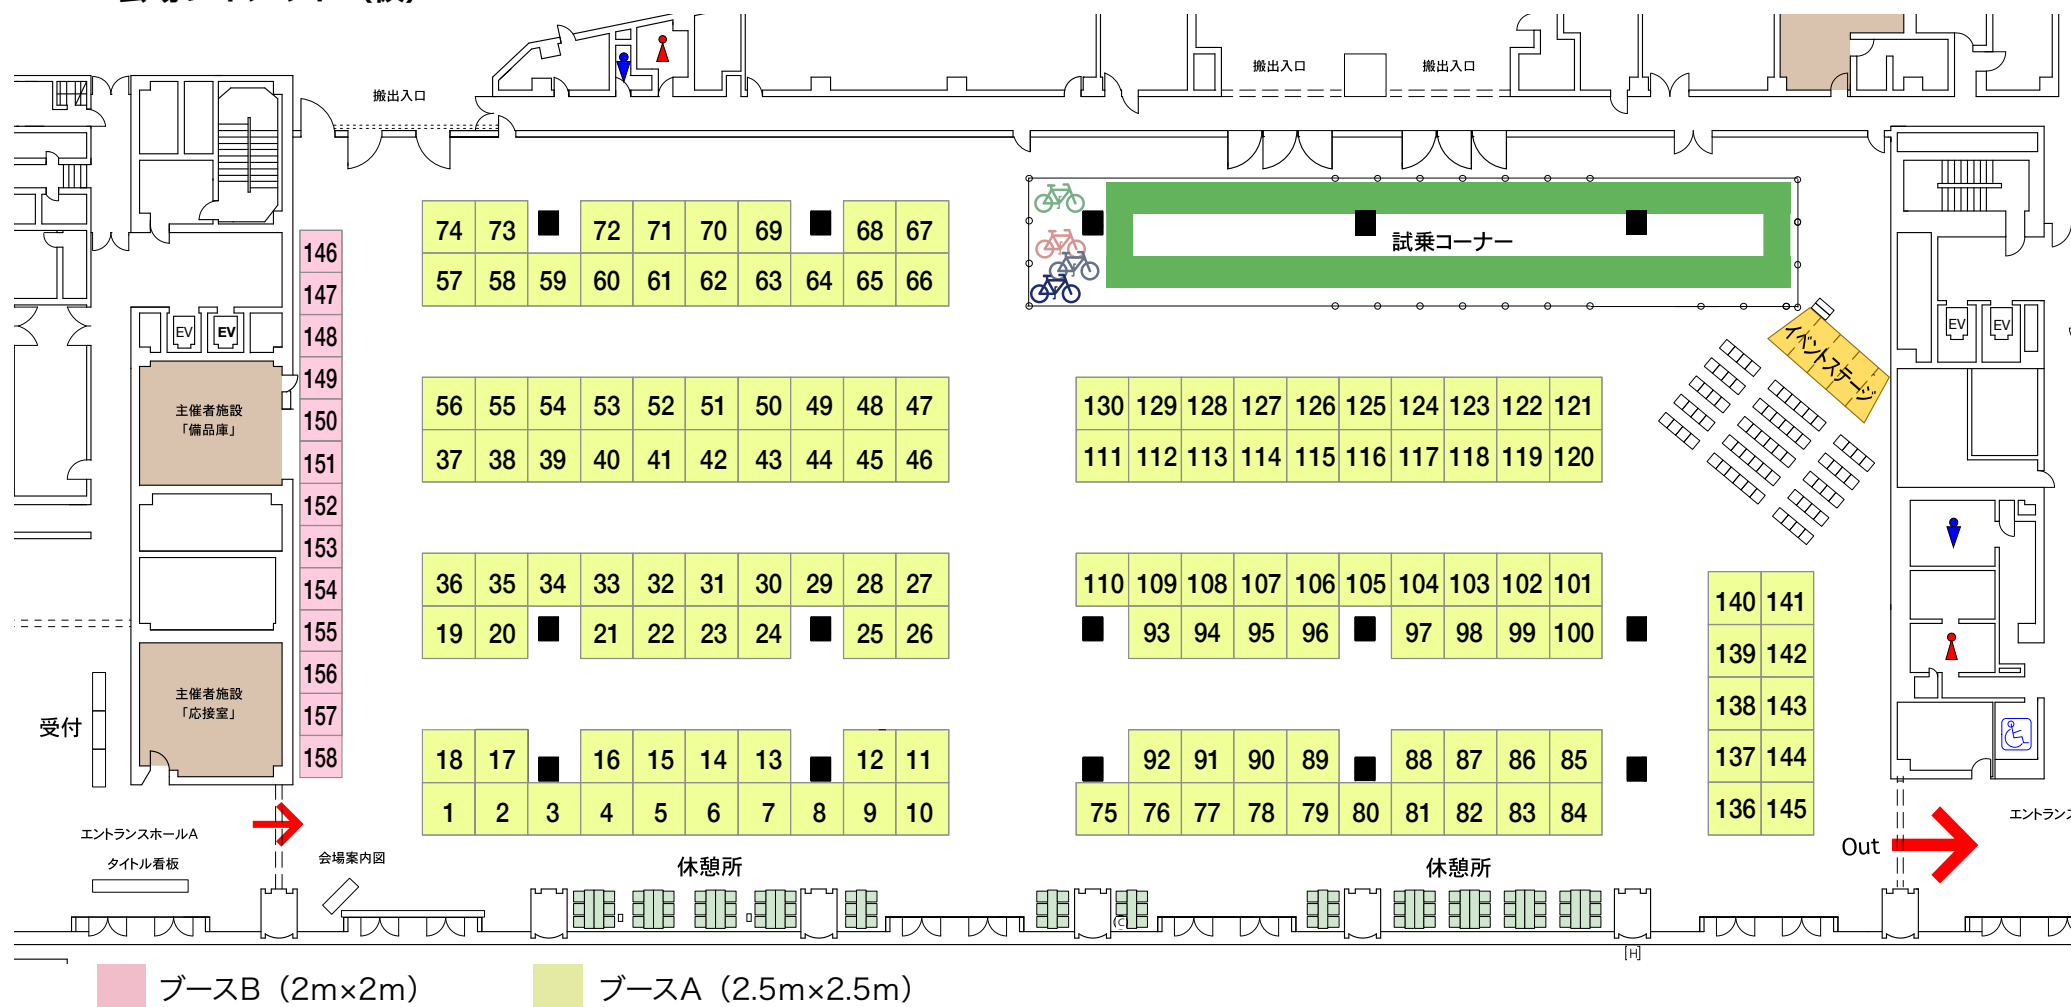 搬出入口
搬出入口
搬出入口
試乗コーナー
74 73 72 71 70 69 68 67
57 58 59 60 61 62 63 64 65 66
146
147
148
149
150
151
152
153
154
155
156
157
158
EV EV
EV EV
イベントステージ
主催者施設
「備品庫」
56 55 54 53 52 51 50 49 48 47
37 38 39 40 41 42 43 44 45 46
130 129 128 127 126 125 124 123 122 121
111 112 113 114 115 116 117 118 119 120
36 35 34 33 32 31 30 29 28 27
19 20 21 22 23 24 25 26
110 109 108 107 106 105 104 103 102 101
93 94 95 96 97 98 99 100
140 141
139 142
138 143
137 144
136 145
主催者施設
「応接室」
受付
18 17 16 15 14 13 12 11
1 2 3 4 5 6 7 8 9 10
92 91 90 89 88 87 86 85
75 76 77 78 79 80 81 82 83 84
エントランスホールA
タイトル看板
会場案内図
休憩所
休憩所
Out
エントランス
[H]
ブースB（2m×2m）
ブースA（2.5m×2.5m）